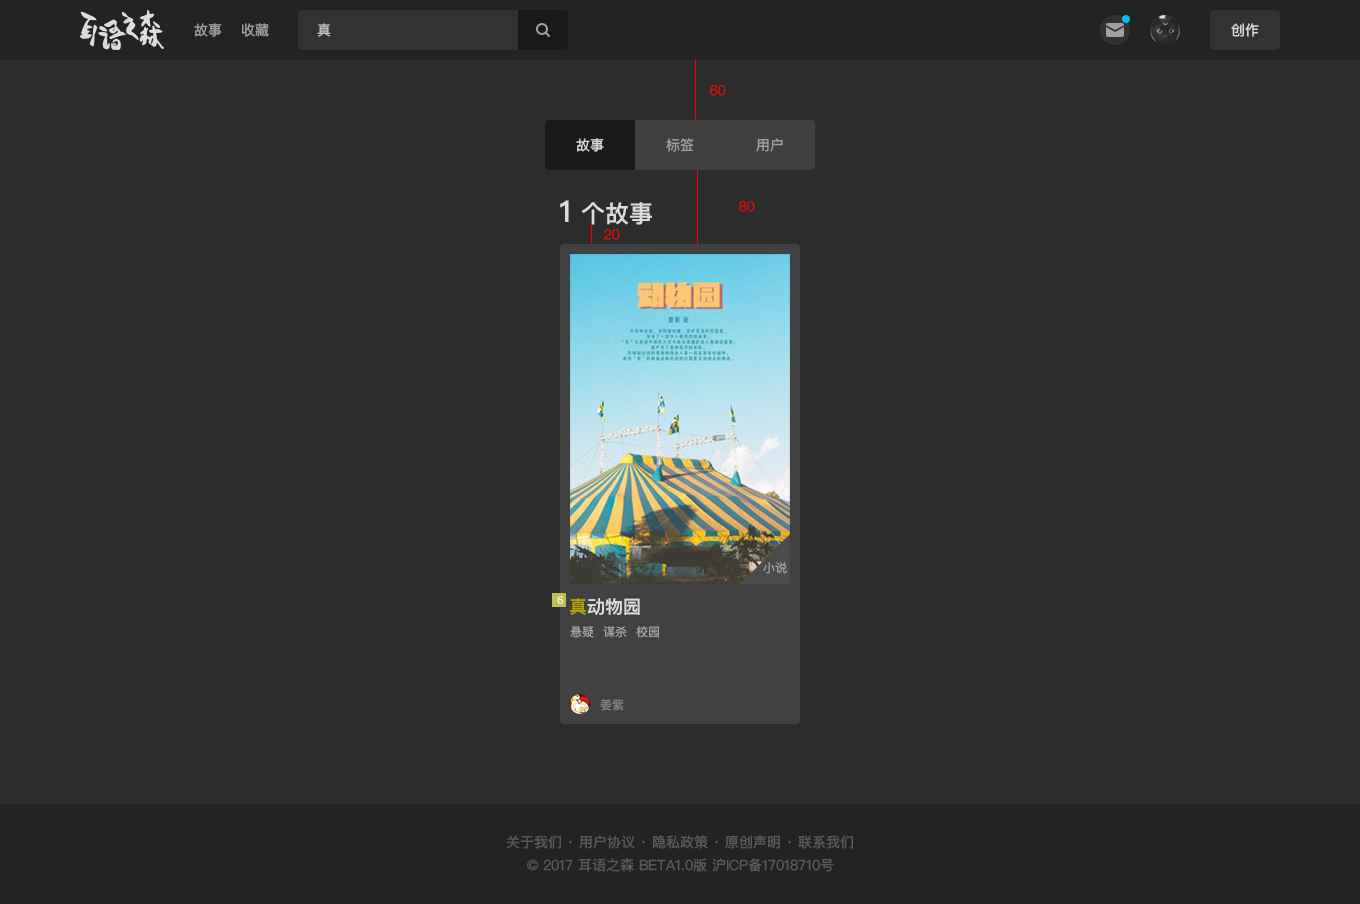 耳语之森
故事 收藏
真
创作
60
故事 标签 用户
1 个故事
80
20
动物园
小说
6
真动物园
悬疑 谋杀 校园
姜紫
关于我们 · 用户协议 · 隐私政策 · 原创声明 · 联系我们
© 2017 耳语之森 BETA1.0版 沪ICP备17018710号